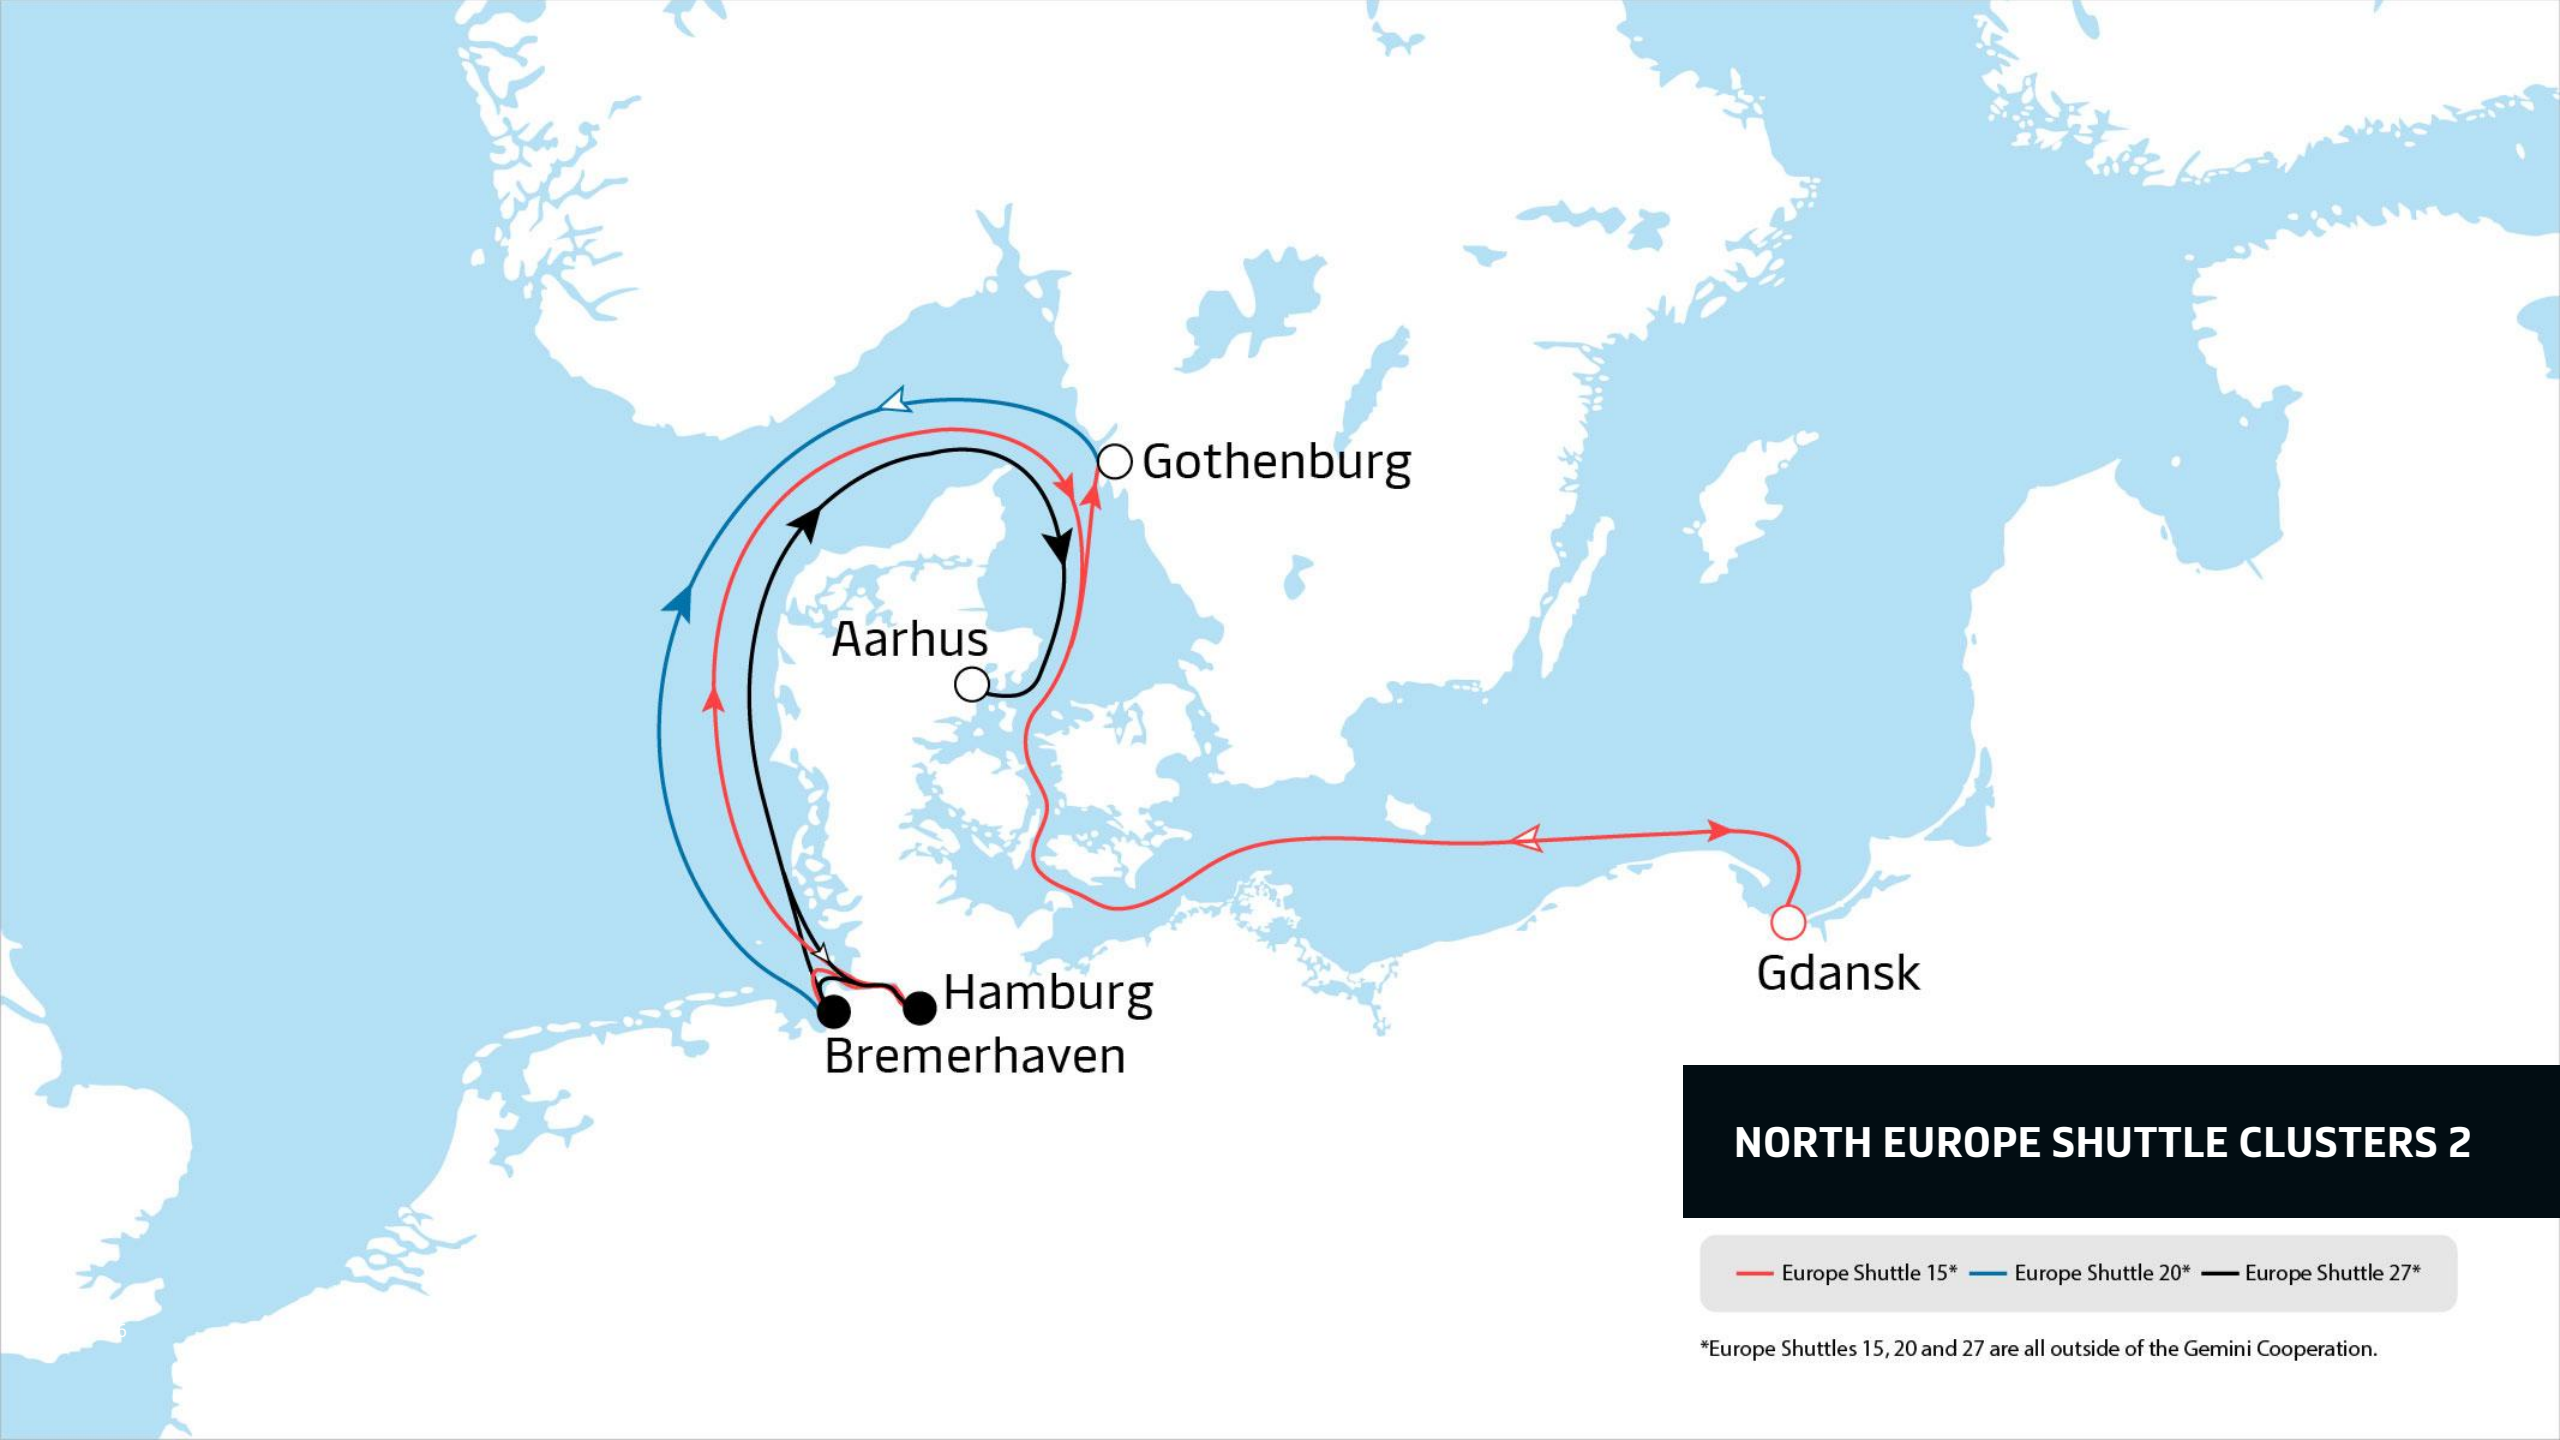 Gothenburg
Aarhus
Hamburg
Bremerhaven
Gdansk
NORTH EUROPE SHUTTLE CLUSTERS 2
Europe Shuttle 15* Europe Shuttle 20* Europe Shuttle 27*
*Europe Shuttles 15, 20 and 27 are all outside of the Gemini Cooperation.